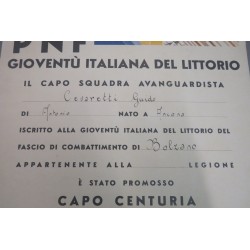 PNF
GIOVENTÙ ITALIANA DEL LITTORIO
IL CAPO SQUADRA AVANGUARDISTA
Cesaretti Guido
DI NATO A
ISCRITTO ALLA GIOVENTÙ ITALIANA DEL LITTORIO DEL
FASCIO DI COMBATTIMENTO DI Bolzano
APPARTENENTE ALLA LEGIONE
È STATO PROMOSSO
CAPO CENTURIA